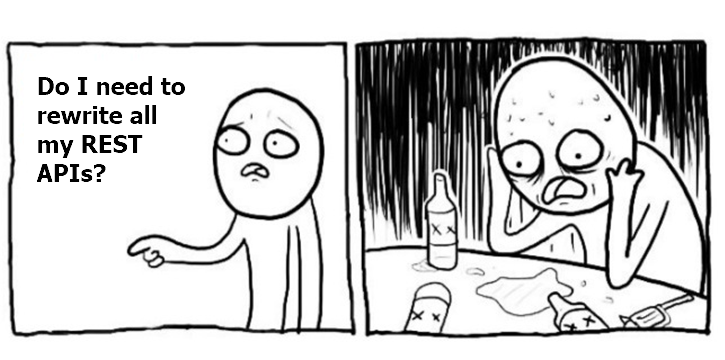 Do I need to
rewrite all
my REST
APIs?
x x
x x
x x